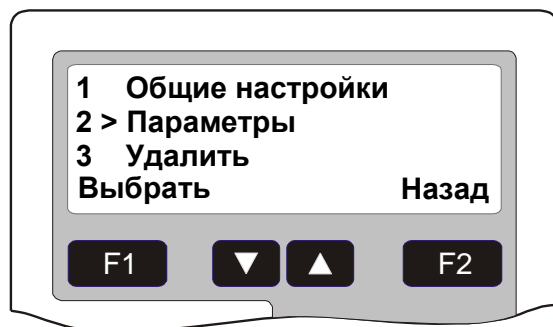 1 Общие настройки
2 > Параметры
3 Удалить
Выбрать Назад
F1 ▼ ▲ F2